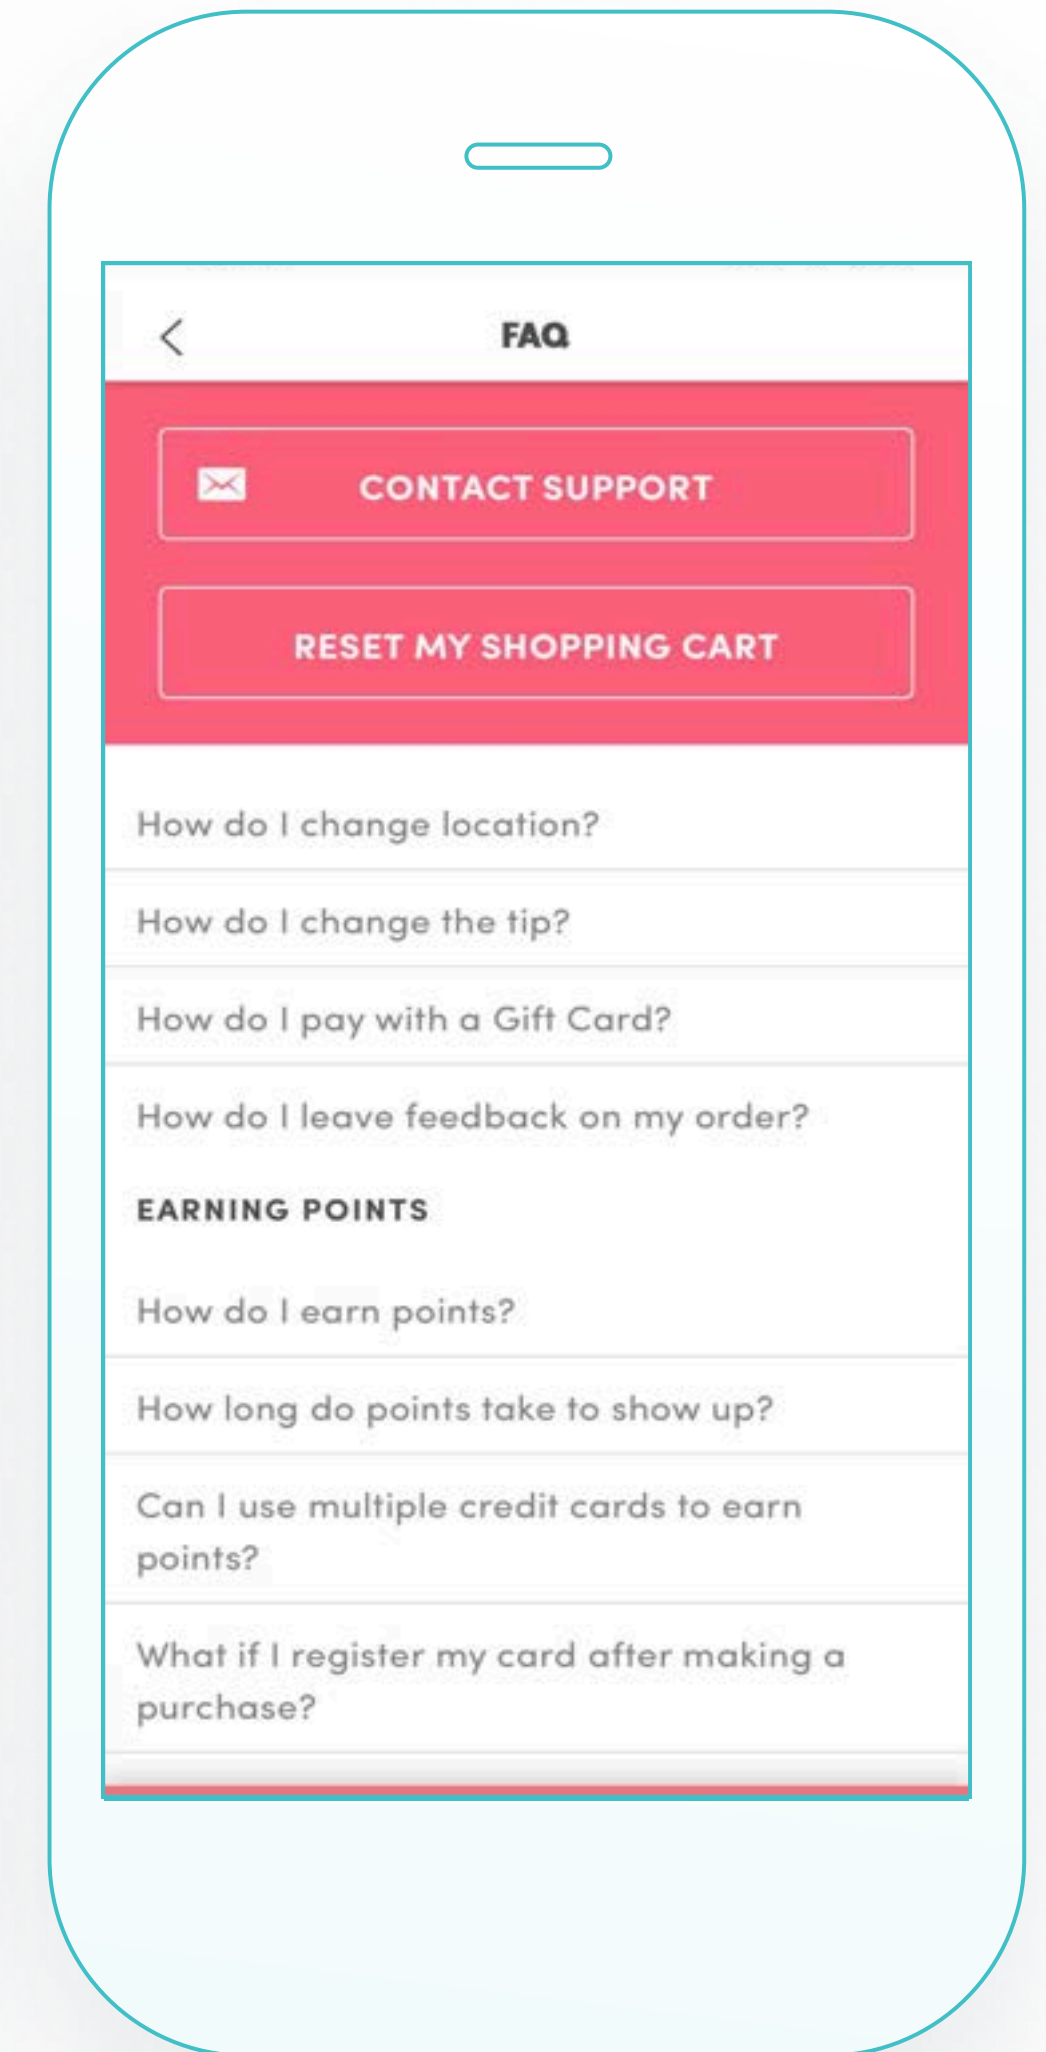 FAQ
CONTACT SUPPORT
RESET MY SHOPPING CART
How do I change location?
How do I change the tip?
How do I pay with a Gift Card?
How do I leave feedback on my order?
EARNING POINTS
How do I earn points?
How long do points take to show up?
Can I use multiple credit cards to earn
points?
What if I register my card after making a
purchase?